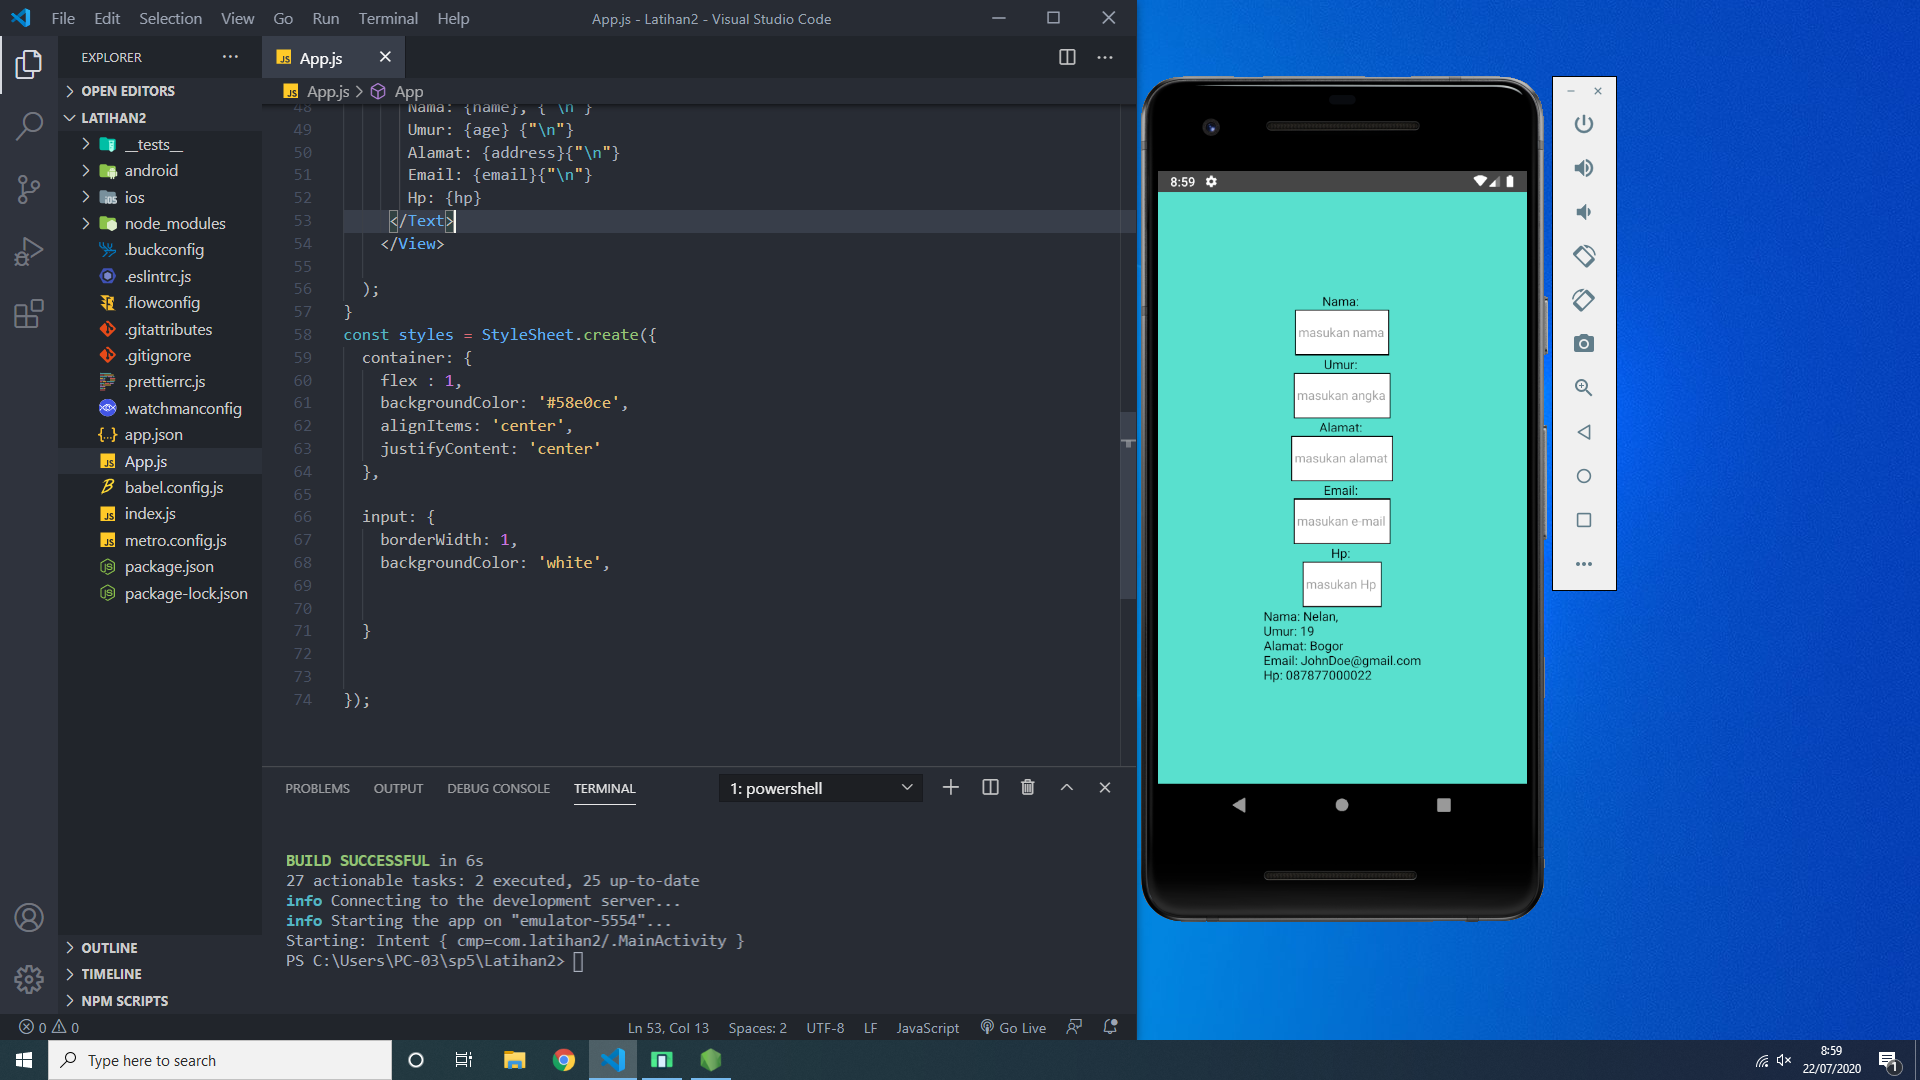 File Edit Selection View Go Run Terminal Help
App.js - Latihan2 - Visual Studio Code
EXPLORER
OPEN EDITORS
LATIHAN2
__tests__
android
ios
node_modules
.buckconfig
.eslintrc.js
.flowconfig
.gitattributes
.gitignore
.prettierrc.js
.watchmanconfig
app.json
App.js
babel.config.js
index.js
metro.config.js
package.json
package-lock.json
OUTLINE
TIMELINE
NPM SCRIPTS
App.js
App.js > App
48 Nama: {name}, {"\n"}
49 Umur: {age} {"\n"}
50 Alamat: {address}{"\n"}
51 Email: {email}{"\n"}
52 Hp: {hp}
53 </Text>
54 </View>
55
56 );
57 }
58 const styles = StyleSheet.create({
59 container: {
60 flex : 1,
61 backgroundColor: '#58e0ce',
62 alignItems: 'center',
63 justifyContent: 'center'
64 },
65
66 input: {
67 borderWidth: 1,
68 backgroundColor: 'white',
69
70
71 }
72
73
74 });
PROBLEMS OUTPUT DEBUG CONSOLE TERMINAL
1: powershell
BUILD SUCCESSFUL in 6s
27 actionable tasks: 2 executed, 25 up-to-date
info Connecting to the development server...
info Starting the app on "emulator-5554"...
Starting: Intent { cmp=com.latihan2/.MainActivity }
PS C:\Users\PC-03\sp5\Latihan2>
0 0
Ln 53, Col 13 Spaces: 2 UTF-8 LF JavaScript Go Live
8:59
Nama:
masukan nama
Umur:
masukan angka
Alamat:
masukan alamat
Email:
masukan e-mail
Hp:
masukan Hp
Nama: Nelan,
Umur: 19
Alamat: Bogor
Email: JohnDoe@gmail.com
Hp: 087877000022
Type here to search
8:59
22/07/2020
1